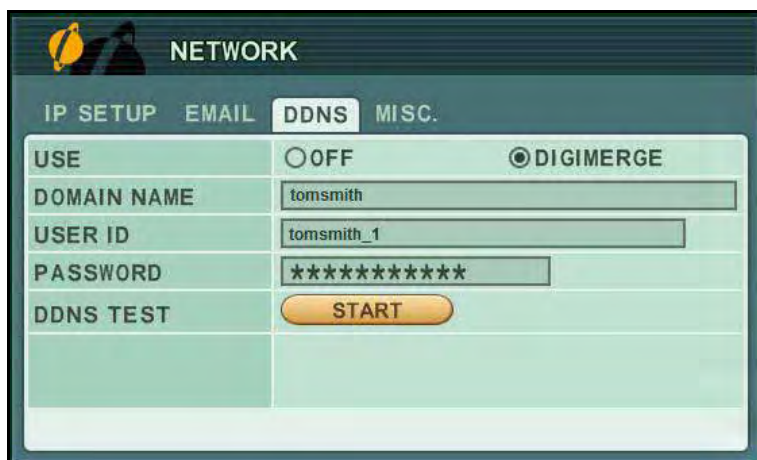 NETWORK
IP SETUP EMAIL DDNS MISC.
USE OFF DIGIMERGE
DOMAIN NAME tomsmith
USER ID tomsmith_1
PASSWORD ***********
DDNS TEST START